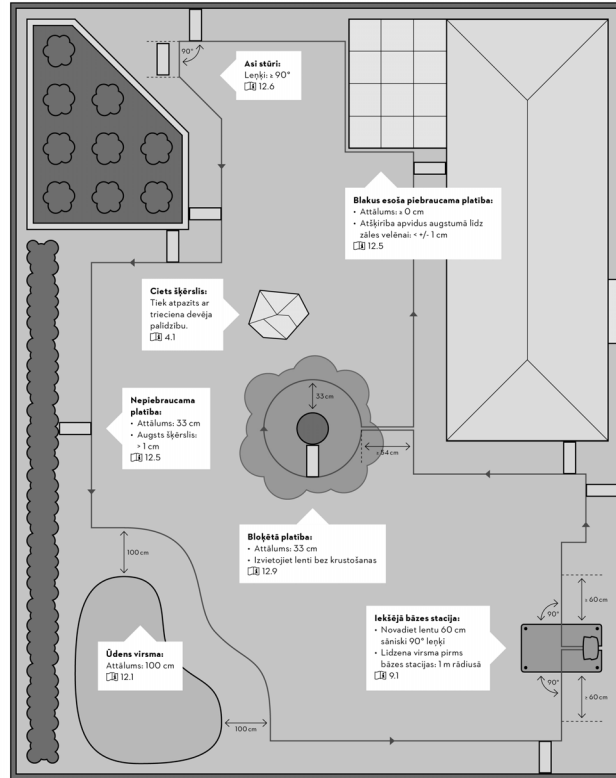 90°
Asi stūri:
Leņķi: ≥ 90°
12.6
Blakus esoša piebraucama platība:
• Attālums: ≥ 0 cm
• Atšķirība apvidus augstumā līdz
zāles velēnai: < +/- 1 cm
12.5
Ciets šķērslis:
Tiek atpazīts ar
trieciena devēja
palīdzību.
4.1
33 cm
Nepiebraucama
platība:
• Attālums: 33 cm
• Augsts šķērslis:
> 1 cm
12.5
≥ 54 cm
Bloķētā platība:
• Attālums: 33 cm
• Izvietojiet lenti bez krustošanas
12.9
100 cm
Iekšējā bāzes stacija:
• Novadiet lentu 60 cm
sāniski 90° leņķī
• Līdzena virsma pirms
bāzes stacijas: 1 m rādiusā
9.1
≥ 60 cm
90°
Ūdens virsma:
Attālums: 100 cm
12.1
90°
≥ 60 cm
100 cm